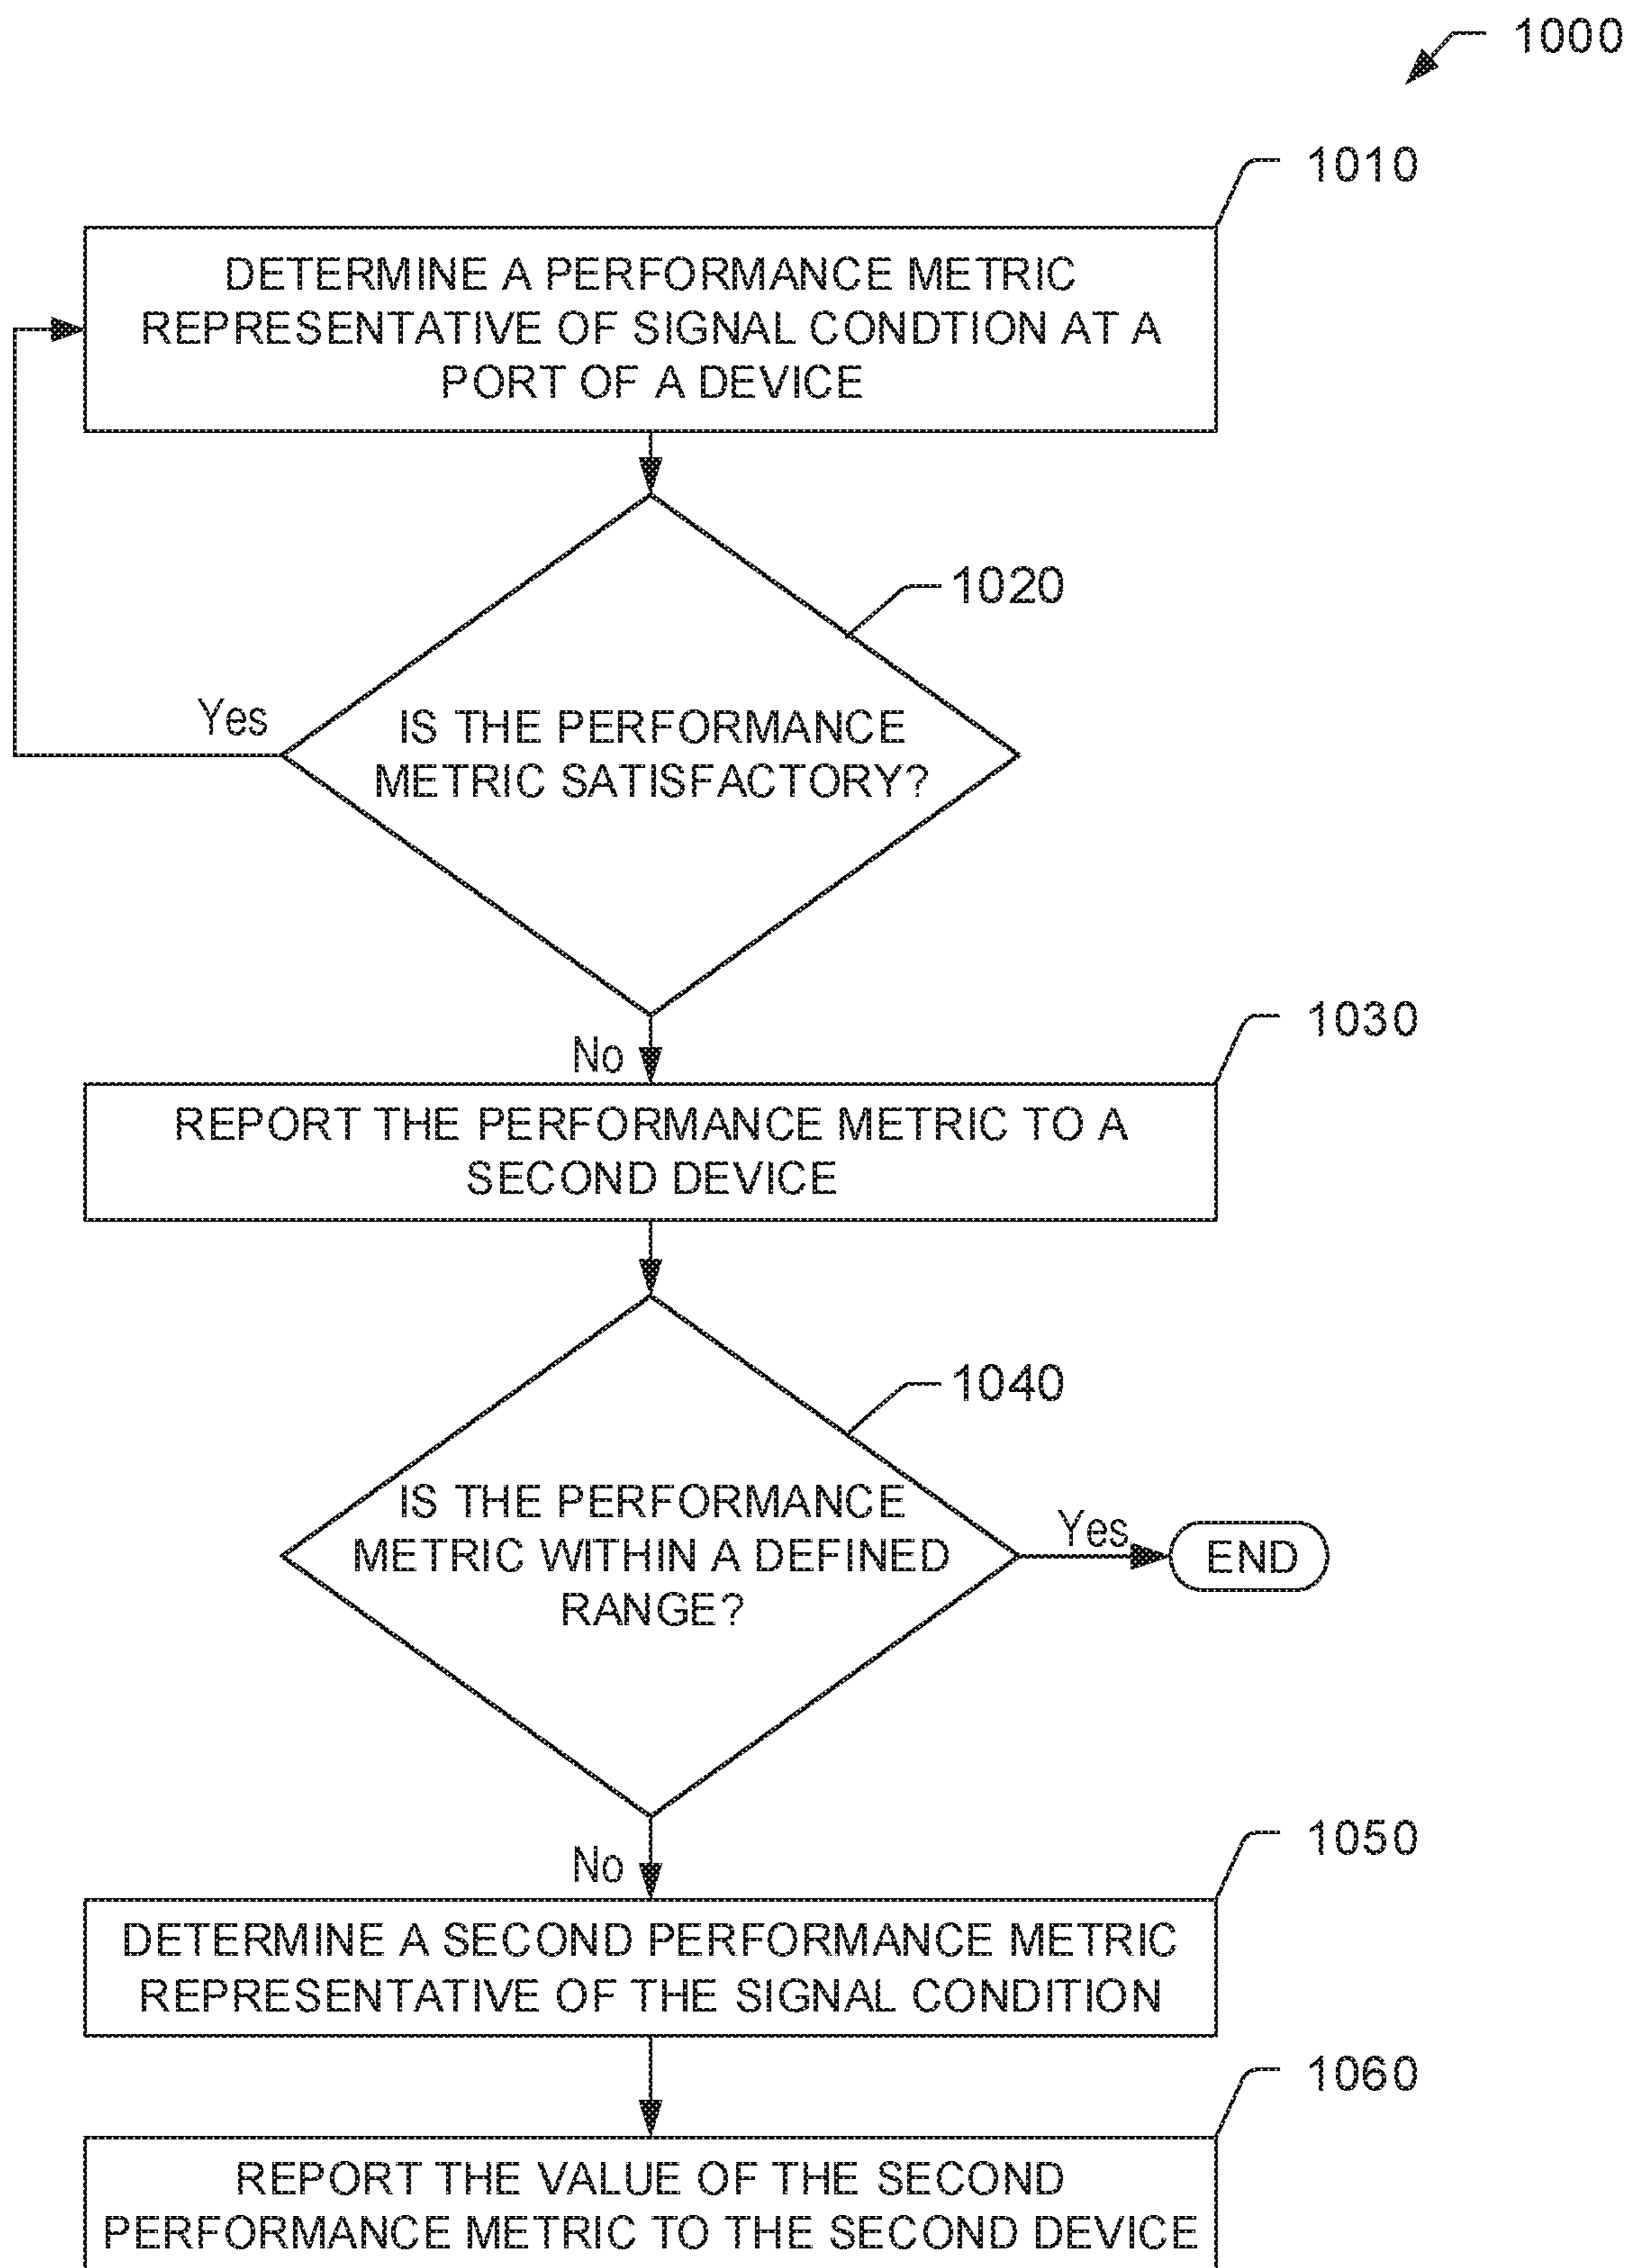 1000
1010
DETERMINE A PERFORMANCE METRIC
REPRESENTATIVE OF SIGNAL CONDTION AT A
PORT OF A DEVICE
1020
Yes
IS THE PERFORMANCE
METRIC SATISFACTORY?
No
1030
REPORT THE PERFORMANCE METRIC TO A
SECOND DEVICE
1040
IS THE PERFORMANCE
METRIC WITHIN A DEFINED
RANGE?
Yes
END
No
1050
DETERMINE A SECOND PERFORMANCE METRIC
REPRESENTATIVE OF THE SIGNAL CONDITION
1060
REPORT THE VALUE OF THE SECOND
PERFORMANCE METRIC TO THE SECOND DEVICE